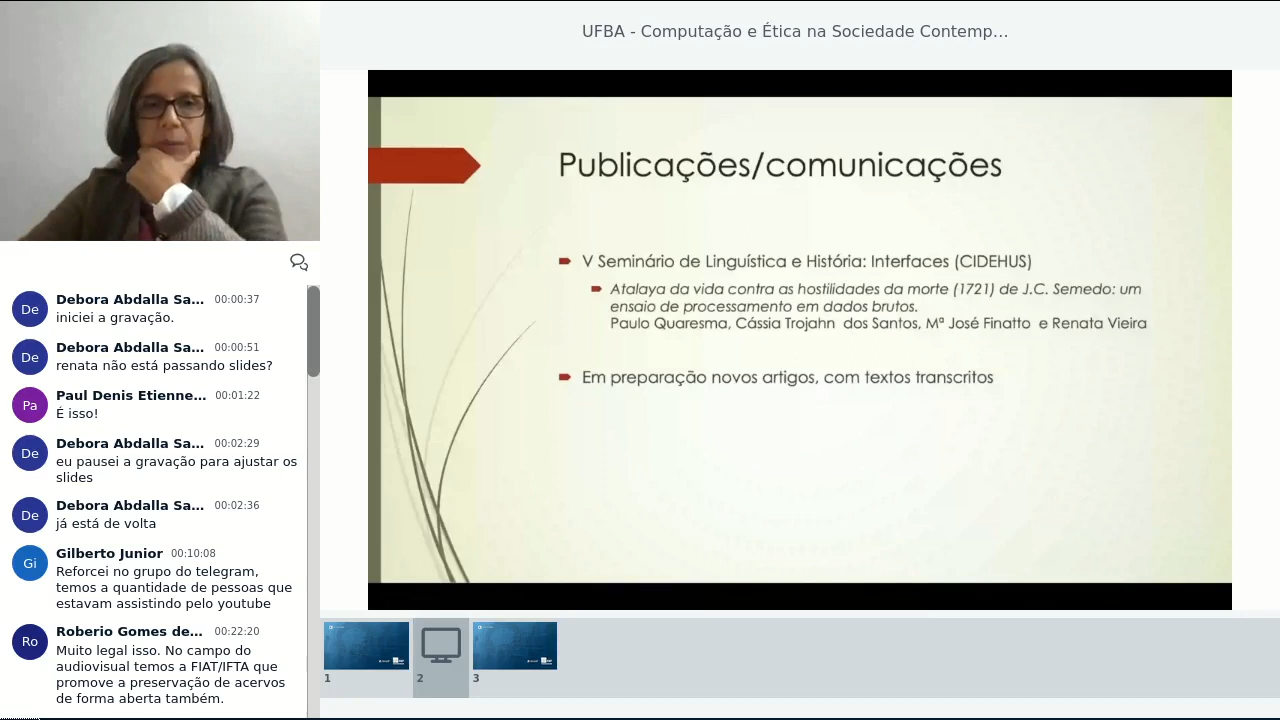 UFBA - Computação e Ética na Sociedade Contemp...
Publicações/comunicações
V Seminário de Linguística e História: Interfaces (CIDEHUS)
Atalaya da vida contra as hostilidades da morte (1721) de J.C. Semedo: um
ensaio de processamento em dados brutos.
Paulo Quaresma, Cássia Trojahn dos Santos, Mª José Finatto e Renata Vieira
Em preparação novos artigos, com textos transcritos
De
Debora Abdalla Sa... 00:00:37
iniciei a gravação.
De
Debora Abdalla Sa... 00:00:51
renata não está passando slides?
Pa
Paul Denis Etienne... 00:01:22
É isso!
De
Debora Abdalla Sa... 00:02:29
eu pausei a gravação para ajustar os
slides
De
Debora Abdalla Sa... 00:02:36
já está de volta
Gi
Gilberto Junior 00:10:08
Reforcei no grupo do telegram,
temos a quantidade de pessoas que
estavam assistindo pelo youtube
Ro
Roberio Gomes de... 00:22:20
Muito legal isso. No campo do
audiovisual temos a FIAT/IFTA que
promove a preservação de acervos
de forma aberta também.
1
2
3